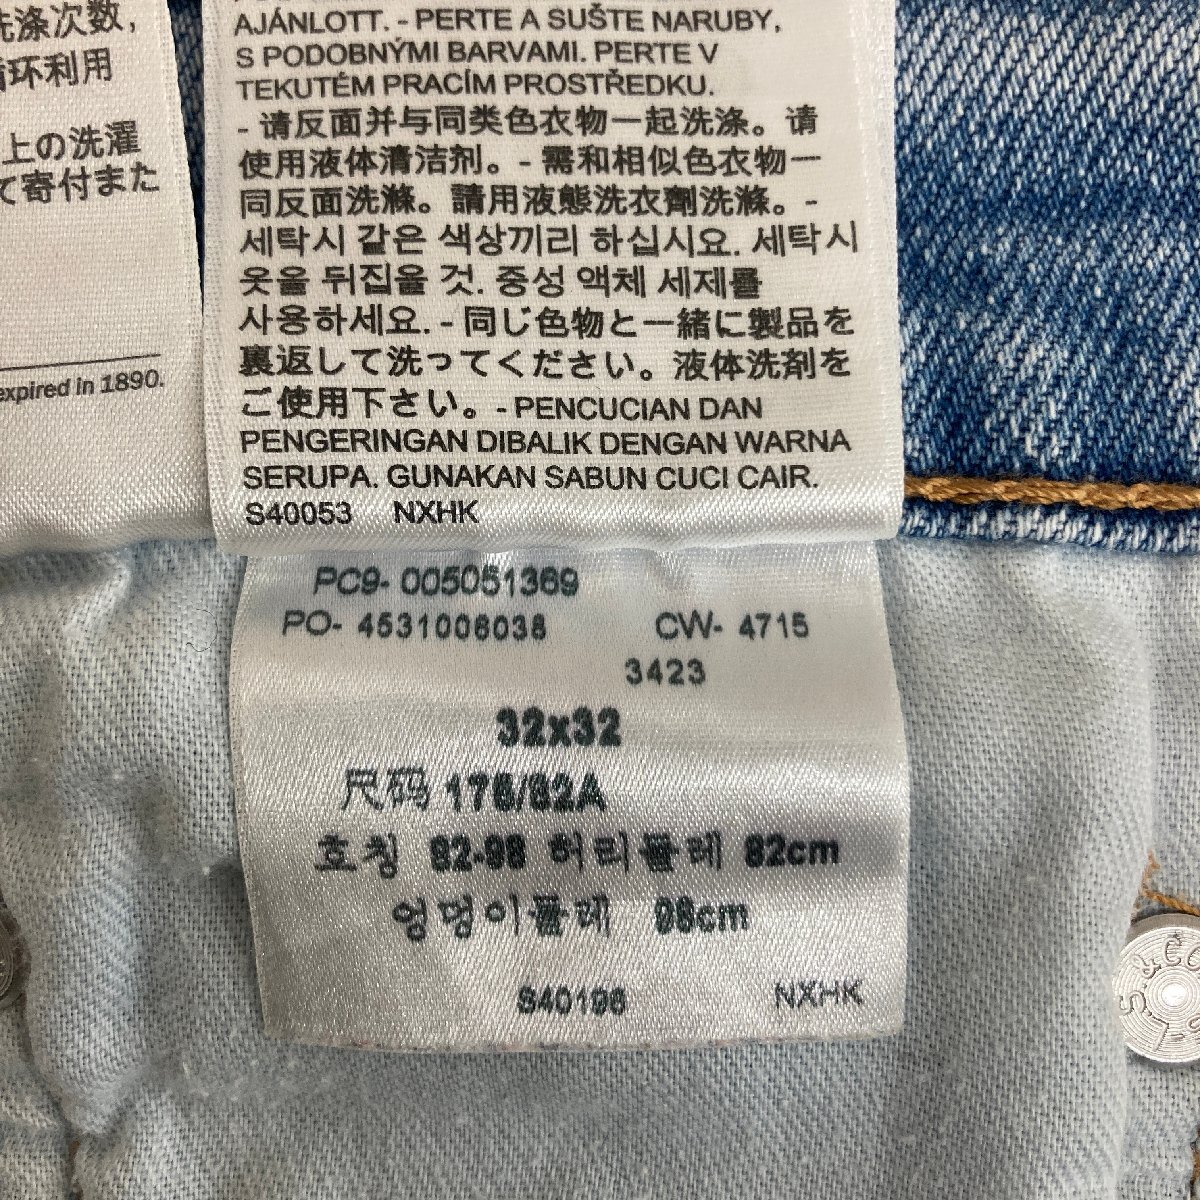 洗涤次数,
循环利用
上の洗濯
て寄付また
expired in 1890.
AJÁNLOTT. - PERTE A SUŠTE NARUBY,
S PODOBNÝMI BARVAMI. PERTE V
TEKUTÉM PRACÍM PROSTŘEDKU.
- 请反面并与同类色衣物一起洗涤。请
使用液体清洁剂。- 需和相似色衣物一
同反面洗滌。請用液態洗衣劑洗滌。-
세탁시 같은 색상끼리 하십시요. 세탁시
옷을 뒤집을 것. 중성 액체 세제를
사용하세요. - 同じ色物と一緒に製品を
裏返して洗ってください。液体洗剤を
ご使用下さい。- PENCUCIAN DAN
PENGERINGAN DIBALIK DENGAN WARNA
SERUPA. GUNAKAN SABUN CUCI CAIR.
S40053 NXHK
PC9- 005051369
PO- 4531006038 CW- 4715
3423
32x32
尺码 175/82A
호칭 82-98 허리둘레 82cm
엉덩이둘레 98cm
S40196 NXHK